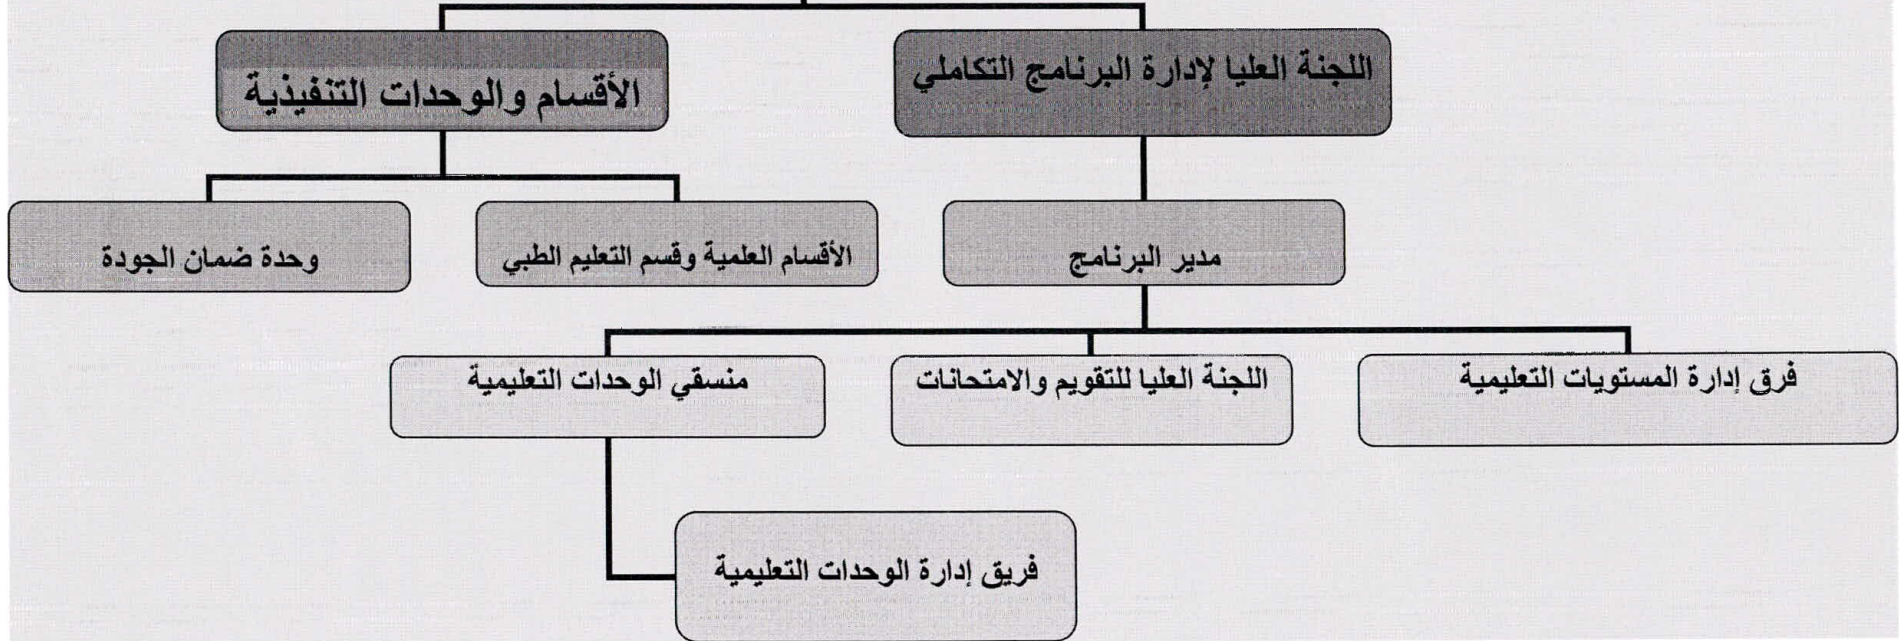 اللجنة العليا لإدارة البرنامج التكاملي
الأقسام والوحدات التنفيذية
مدير البرنامج
الأقسام العلمية وقسم التعليم الطبي
وحدة ضمان الجودة
فرق إدارة المستويات التعليمية
اللجنة العليا للتقويم والامتحانات
منسقي الوحدات التعليمية
فريق إدارة الوحدات التعليمية